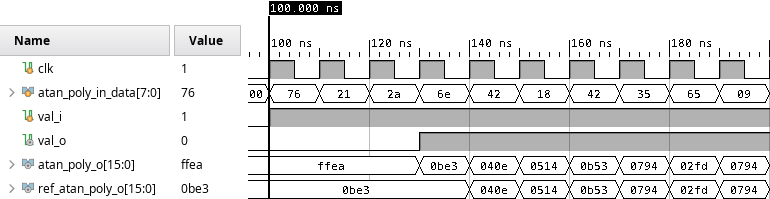 100.000 ns
Name Value
100 ns 120 ns 140 ns 160 ns 180 ns
clk 1
atan_poly_in_data[7:0] 76 00 76 21 2a 6e 42 18 42 35 65 09
val_i 1
val_o 0
atan_poly_o[15:0] ffea ffea 0be3 040e 0514 0b53 0794 02fd 0794
ref_atan_poly_o[15:0] 0be3 0be3 040e 0514 0b53 0794 02fd 0794